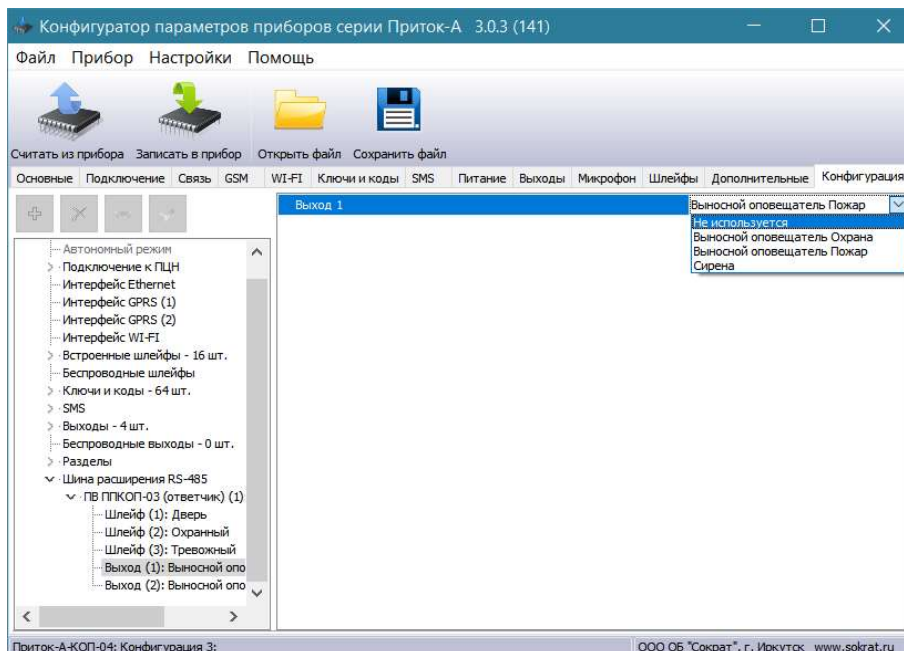 Конфигуратор параметров приборов серии Приток-А 3.0.3 (141)
Файл Прибор Настройки Помощь
Считать из прибора Записать в прибор Открыть файл Сохранить файл
Основные Подключение Связь GSM WI-FI Ключи и коды SMS Питание Выходы Микрофон Шлейфы Дополнительные Конфигурация
Выход 1 Выносной оповещатель Пожар
Не используется
Выносной оповещатель Охрана
Выносной оповещатель Пожар
Сирена
Автономный режим
Подключение к ПЦН
Интерфейс Ethernet
Интерфейс GPRS (1)
Интерфейс GPRS (2)
Интерфейс WI-FI
Встроенные шлейфы - 16 шт.
Беспроводные шлейфы
Ключи и коды - 64 шт.
SMS
Выходы - 4 шт.
Беспроводные выходы - 0 шт.
Разделы
Шина расширения RS-485
ПВ ППКОП-03 (ответчик) (1)
Шлейф (1): Дверь
Шлейф (2): Охранный
Шлейф (3): Тревожный
Выход (1): Выносной опо
Выход (2): Выносной опо
Приток-А-КОП-04: Конфигурация 3: ООО ОБ "Сократ", г. Иркутск www.sokrat.ru